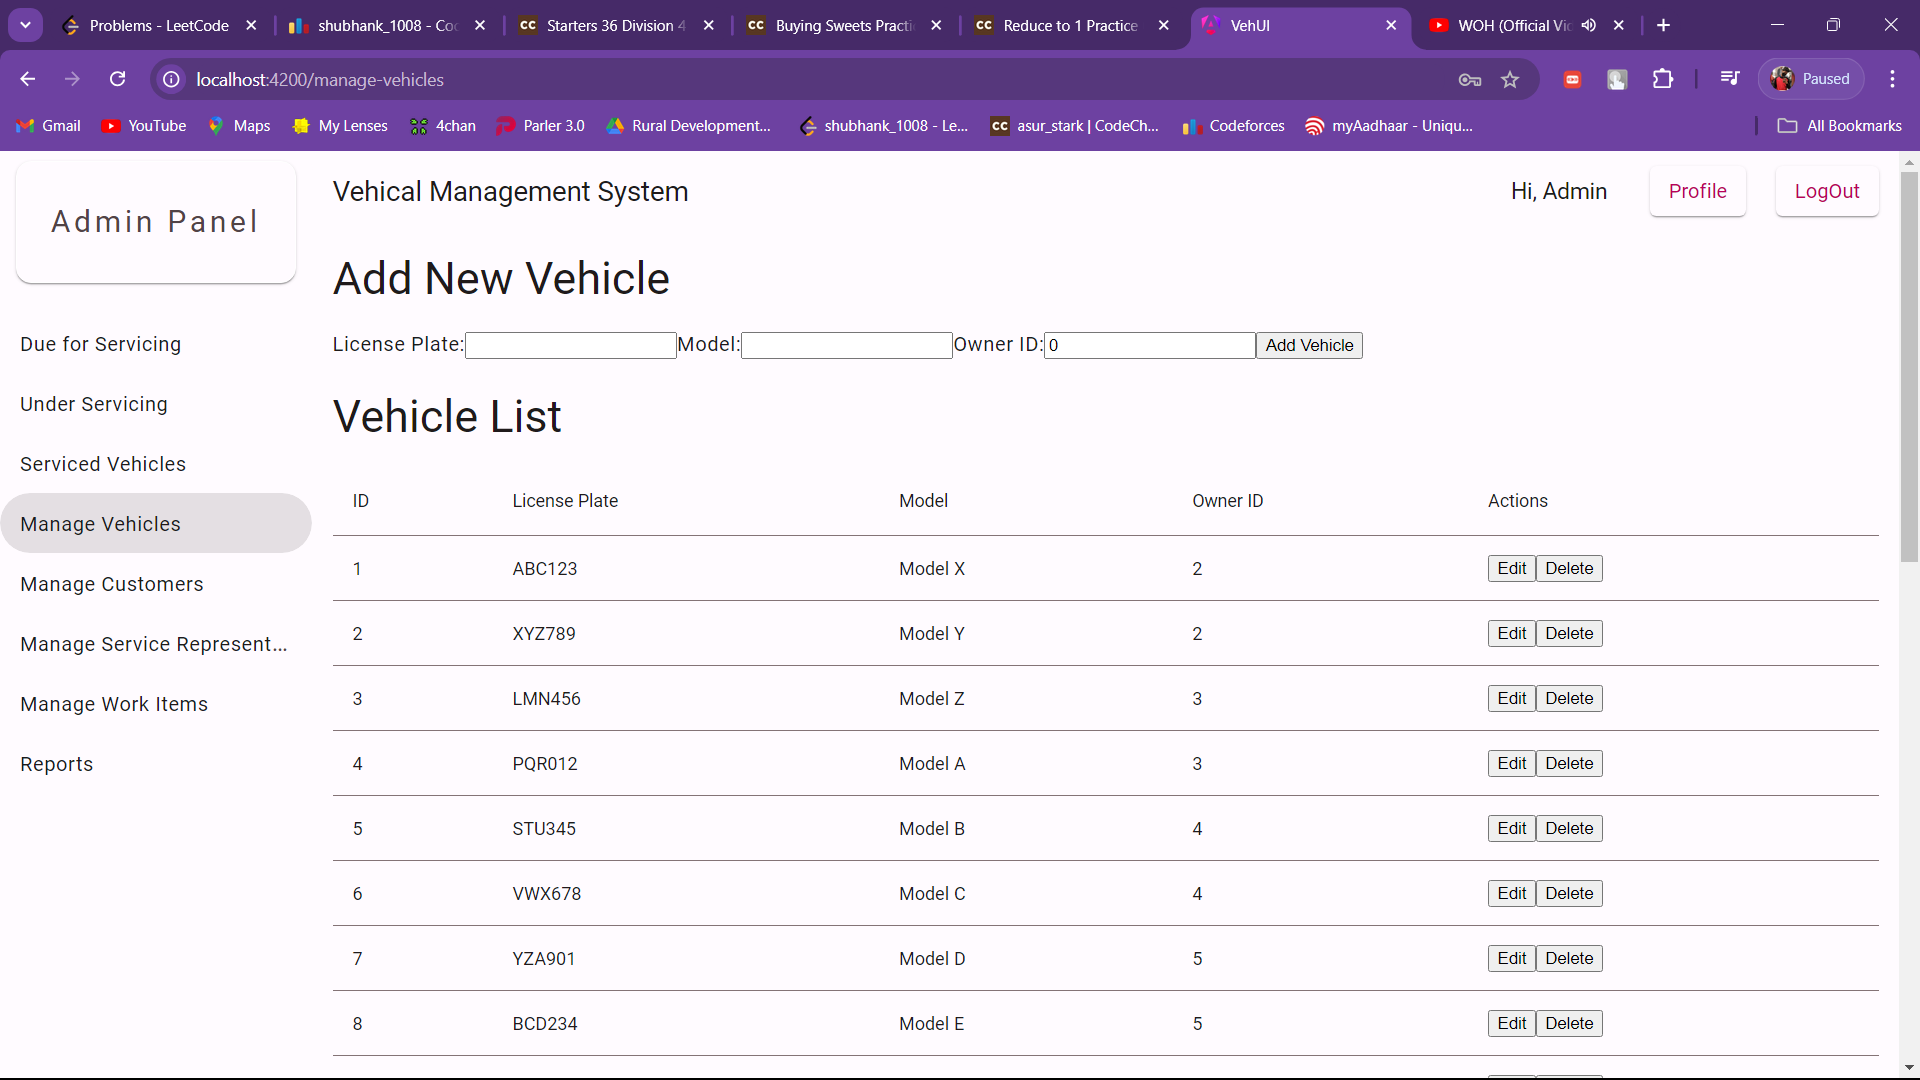 Problems - LeetCode
shubhank_1008 - Co
Starters 36 Division 4
Buying Sweets Practi
Reduce to 1 Practice
VehUI
WOH (Official Vi
localhost:4200/manage-vehicles
Paused
Gmail
YouTube
Maps
My Lenses
4chan
Parler 3.0
Rural Development...
shubhank_1008 - Le...
CC asur_stark | CodeCh...
Codeforces
myAadhaar - Uniqu...
All Bookmarks
Admin Panel
Due for Servicing
Under Servicing
Serviced Vehicles
Manage Vehicles
Manage Customers
Manage Service Represent...
Manage Work Items
Reports
Vehical Management System
Hi, Admin
Profile
LogOut
Add New Vehicle
License Plate: Model: Owner ID: 0 Add Vehicle
Vehicle List
ID License Plate Model Owner ID Actions
1 ABC123 Model X 2 Edit Delete
2 XYZ789 Model Y 2 Edit Delete
3 LMN456 Model Z 3 Edit Delete
4 PQR012 Model A 3 Edit Delete
5 STU345 Model B 4 Edit Delete
6 VWX678 Model C 4 Edit Delete
7 YZA901 Model D 5 Edit Delete
8 BCD234 Model E 5 Edit Delete